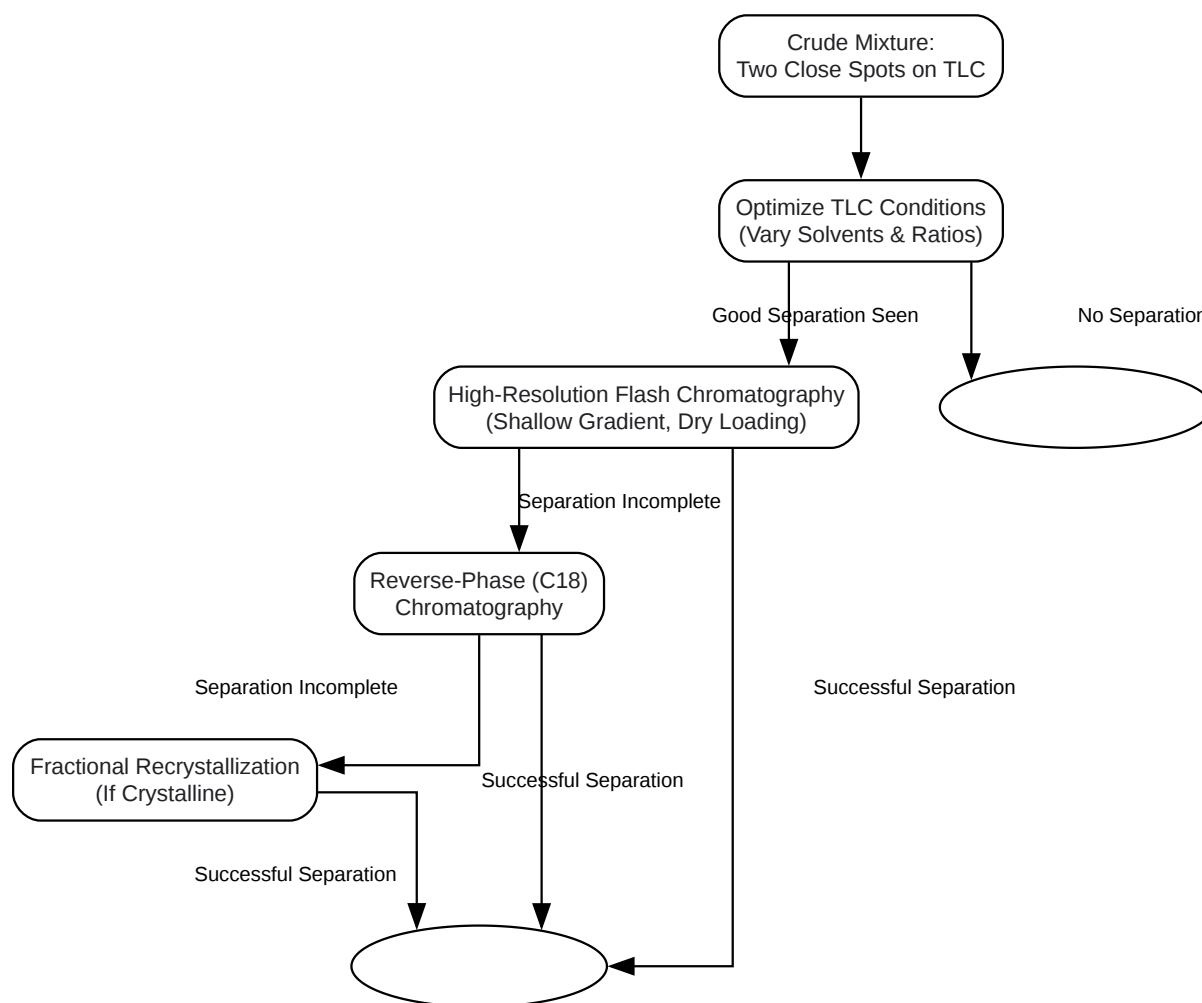 Crude Mixture:
Two Close Spots on TLC
Optimize TLC Conditions
(Vary Solvents & Ratios)
Good Separation Seen
No Separation
High-Resolution Flash Chromatography
(Shallow Gradient, Dry Loading)
Separation Incomplete
Reverse-Phase (C18)
Chromatography
Separation Incomplete
Successful Separation
Fractional Recrystallization
(If Crystalline)
Successful Separation
Successful Separation